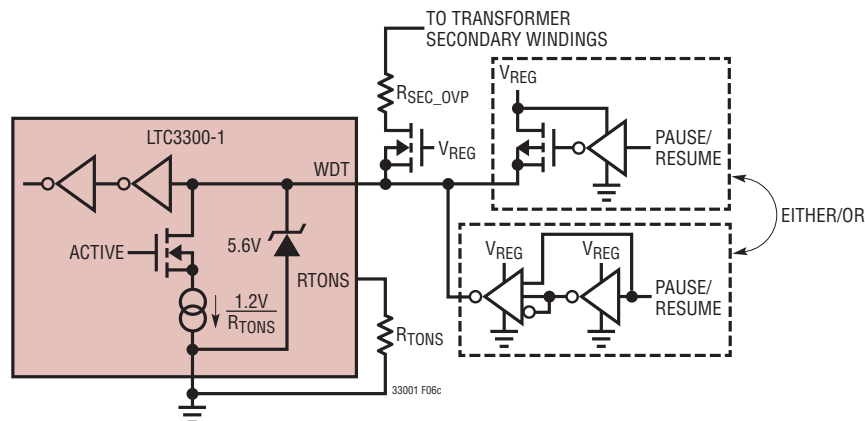 TO TRANSFORMER
SECONDARY WINDINGS
RSEC_OVP
VREG
VREG
PAUSE/
RESUME
LTC3300-1
WDT
ACTIVE
5.6V
RTONS
1.2V
RTONS
RTONS
33001 F06c
EITHER/OR
VREG
VREG
PAUSE/
RESUME